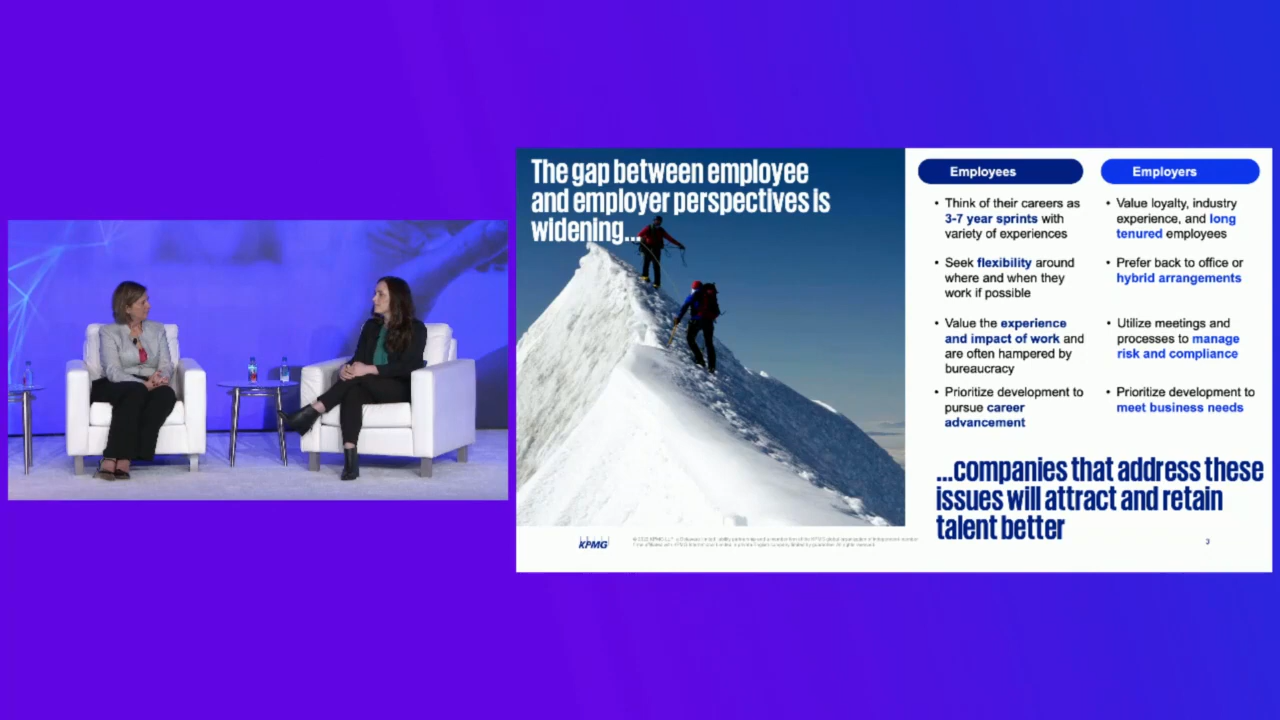 The gap between employee
and employer perspectives is
widening...
Employees
• Think of their careers as
3-7 year sprints with
variety of experiences
• Seek flexibility around
where and when they
work if possible
• Value the experience
and impact of work and
are often hampered by
bureaucracy
• Prioritize development to
pursue career
advancement
Employers
• Value loyalty, industry
experience, and long
tenured employees
• Prefer back to office or
hybrid arrangements
• Utilize meetings and
processes to manage
risk and compliance
• Prioritize development to
meet business needs
...companies that address these
issues will attract and retain
talent better
KPMG
3